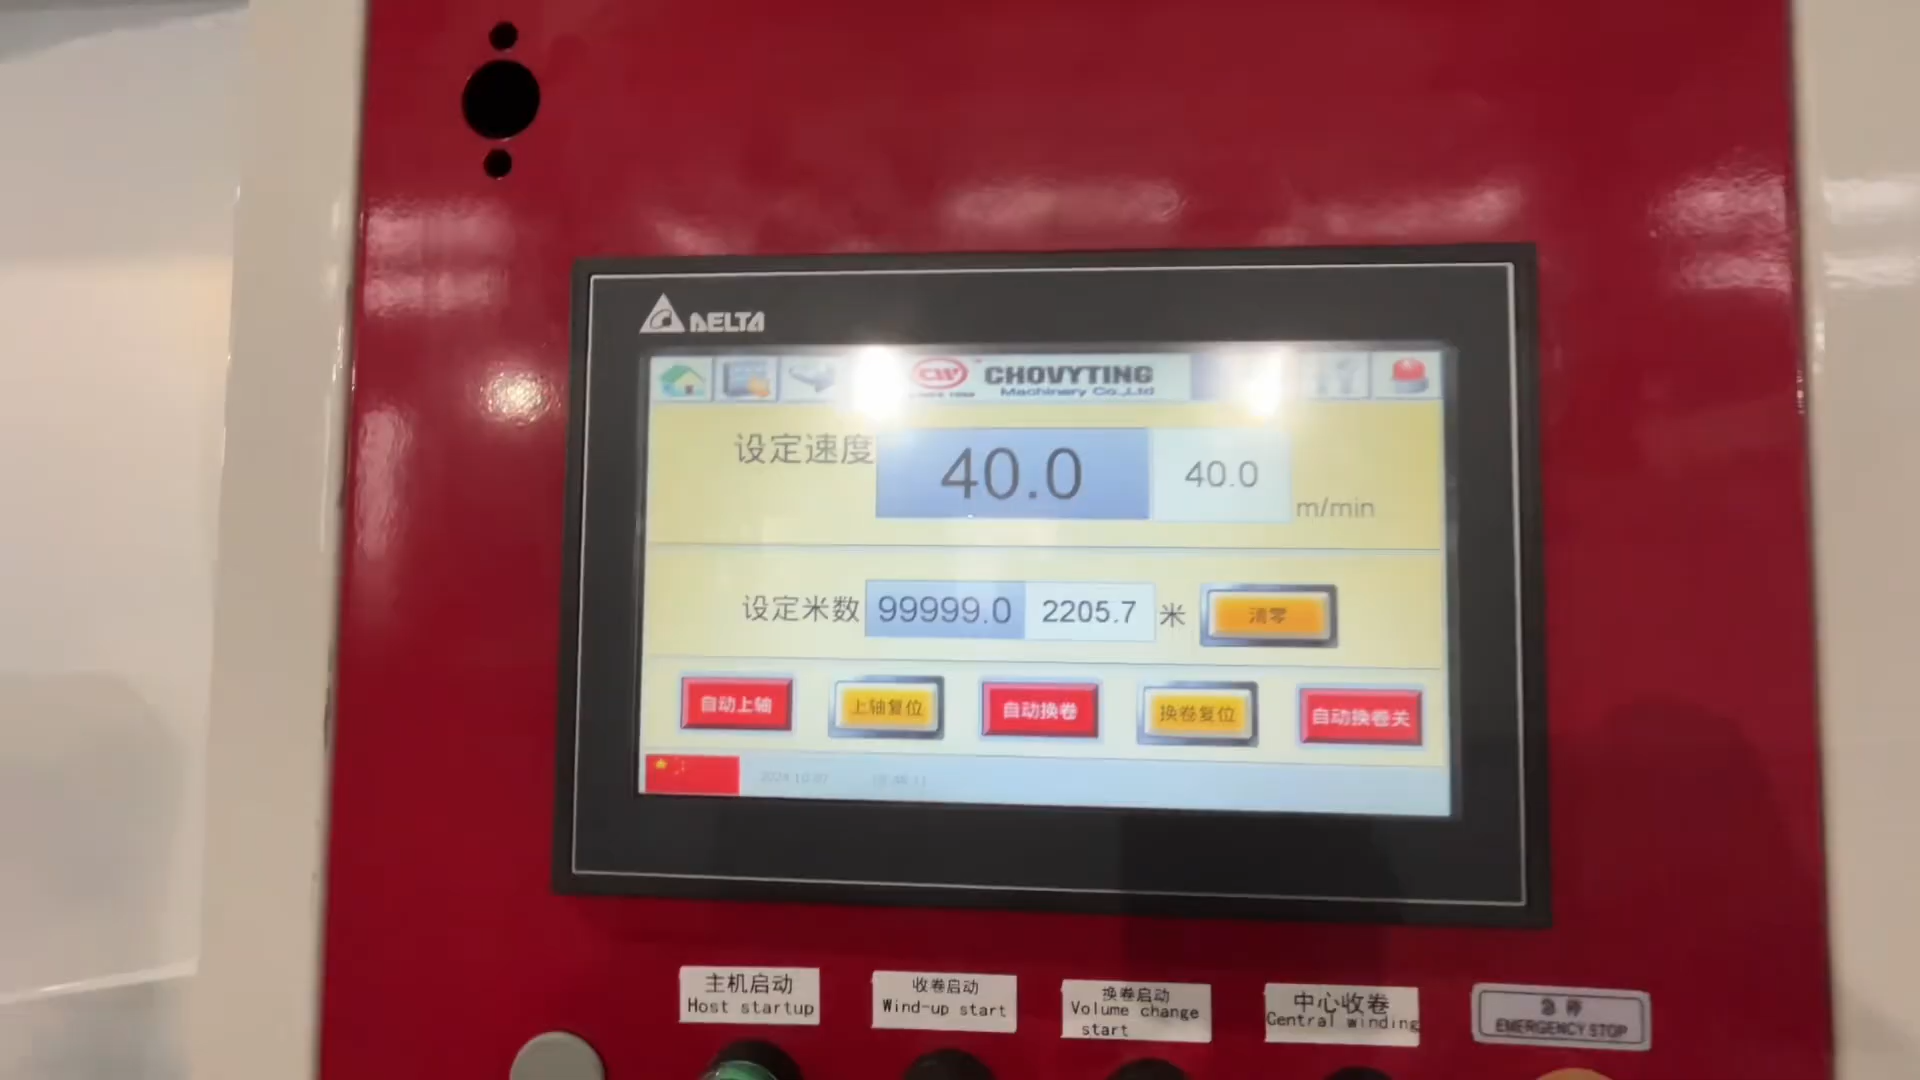 DELTA
CW CHOVYTING
Machinery Co.,Ltd
设定速度 40.0 40.0 m/min
设定米数 99999.0 2205.7 米 清零
自动上轴 上轴复位 自动换卷 换卷复位 自动换卷关
主机启动
Host startup
收卷启动
Wind-up start
换卷启动
Volume change
start
中心收卷
Central winding
急停
EMERGENCY STOP